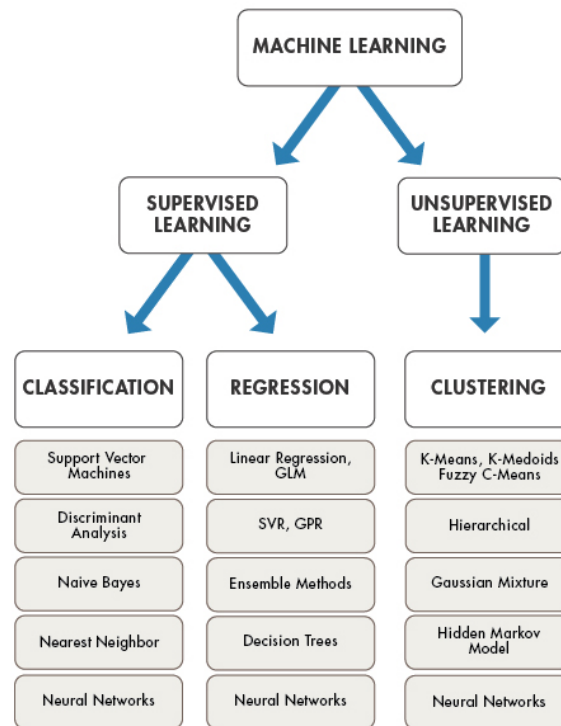 MACHINE LEARNING
SUPERVISED
LEARNING
UNSUPERVISED
LEARNING
CLASSIFICATION
Support Vector
Machines
Discriminant
Analysis
Naive Bayes
Nearest Neighbor
Neural Networks
REGRESSION
Linear Regression,
GLM
SVR, GPR
Ensemble Methods
Decision Trees
Neural Networks
CLUSTERING
K-Means, K-Medoids
Fuzzy C-Means
Hierarchical
Gaussian Mixture
Hidden Markov
Model
Neural Networks